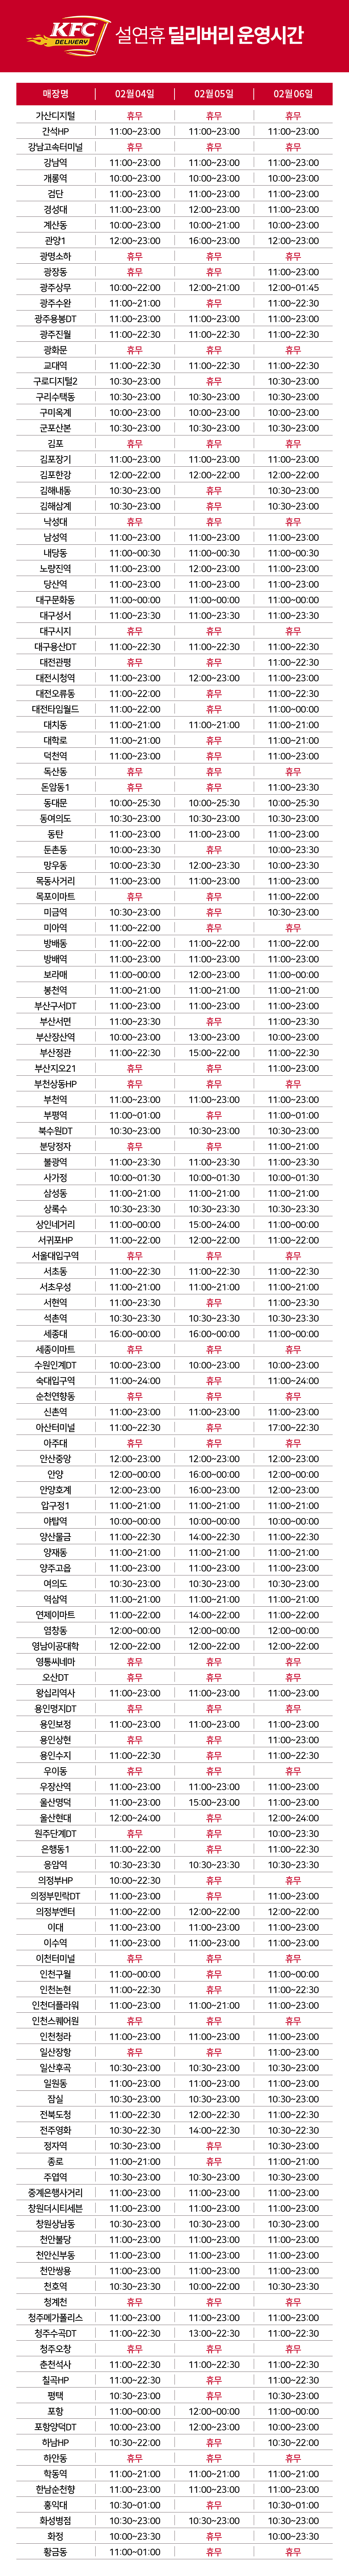 KFC DELIVERY 설연휴 딜리버리 운영시간
매장명 02월04일 02월05일 02월06일
가산디지털 휴무 휴무 휴무
간석HP 11:00~23:00 11:00~23:00 11:00~23:00
강남고속터미널 휴무 휴무 휴무
강남역 11:00~23:00 11:00~23:00 11:00~23:00
개롱역 10:00~23:00 10:00~23:00 10:00~23:00
검단 11:00~23:00 11:00~23:00 11:00~23:00
경성대 11:00~23:00 12:00~23:00 11:00~23:00
계산동 10:00~23:00 10:00~21:00 10:00~23:00
관양1 12:00~23:00 16:00~23:00 12:00~23:00
광명소하 휴무 휴무 휴무
광장동 휴무 휴무 11:00~23:00
광주상무 10:00~22:00 12:00~21:00 12:00~01:45
광주수완 11:00~21:00 휴무 11:00~22:30
광주용봉DT 11:00~23:00 11:00~23:00 11:00~23:00
광주진월 11:00~22:30 11:00~22:30 11:00~22:30
광화문 휴무 휴무 휴무
교대역 11:00~22:30 11:00~22:30 11:00~22:30
구로디지털2 10:30~23:00 휴무 10:30~23:00
구리수택동 10:30~23:00 10:30~23:00 10:30~23:00
구미옥계 10:00~23:00 10:00~23:00 10:00~23:00
군포산본 10:30~23:00 10:30~23:00 10:30~23:00
김포 휴무 휴무 휴무
김포장기 11:00~23:00 11:00~23:00 11:00~23:00
김포한강 12:00~22:00 12:00~22:00 12:00~22:00
김해내동 10:30~23:00 휴무 10:30~23:00
김해삼계 10:30~23:00 휴무 10:30~23:00
낙성대 휴무 휴무 휴무
남성역 11:00~23:00 11:00~23:00 11:00~23:00
내당동 11:00~00:30 11:00~00:30 11:00~00:30
노량진역 11:00~23:00 12:00~23:00 11:00~23:00
당산역 11:00~23:00 11:00~23:00 11:00~23:00
대구문화동 11:00~00:00 11:00~00:00 11:00~00:00
대구성서 11:00~23:30 11:00~23:30 11:00~23:30
대구시지 휴무 휴무 휴무
대구용산DT 11:00~22:30 11:00~22:30 11:00~22:30
대전관평 휴무 휴무 11:00~22:30
대전시청역 11:00~23:00 12:00~23:00 11:00~23:00
대전오류동 11:00~22:00 휴무 11:00~22:30
대전타임월드 11:00~22:00 휴무 11:00~00:00
대치동 11:00~21:00 11:00~21:00 11:00~21:00
대학로 11:00~21:00 휴무 11:00~21:00
덕천역 11:00~23:00 휴무 11:00~23:00
독산동 휴무 휴무 휴무
돈암동1 휴무 휴무 11:00~23:30
동대문 10:00~25:30 10:00~25:30 10:00~25:30
동여의도 10:30~23:00 10:30~23:00 10:30~23:00
동탄 11:00~23:00 11:00~23:00 11:00~23:00
둔촌동 10:00~23:30 휴무 10:00~23:30
망우동 10:00~23:30 12:00~23:30 10:00~23:30
목동사거리 11:00~23:00 11:00~23:00 11:00~23:00
목포이마트 휴무 휴무 11:00~22:00
미금역 10:30~23:00 휴무 10:30~23:00
미아역 11:00~22:00 휴무 휴무
방배동 11:00~22:00 11:00~22:00 11:00~22:00
방배역 11:00~23:00 11:00~23:00 11:00~23:00
보라매 11:00~00:00 12:00~23:00 11:00~00:00
봉천역 11:00~21:00 11:00~21:00 11:00~21:00
부산구서DT 11:00~23:00 11:00~23:00 11:00~23:00
부산서면 11:00~23:30 휴무 11:00~23:30
부산장산역 10:00~23:00 13:00~23:00 10:00~23:00
부산정관 11:00~22:30 15:00~22:00 11:00~22:30
부산지오21 휴무 휴무 11:00~23:00
부천상동HP 휴무 휴무 휴무
부천역 11:00~23:00 11:00~23:00 11:00~23:00
부평역 11:00~01:00 휴무 11:00~01:00
북수원DT 10:30~23:00 10:30~23:00 10:30~23:00
분당정자 휴무 휴무 11:00~21:00
불광역 11:00~23:30 11:00~23:30 11:00~23:30
사가정 10:00~01:30 10:00~01:30 10:00~01:30
삼성동 11:00~21:00 11:00~21:00 11:00~21:00
상록수 10:30~23:30 10:30~23:30 10:30~23:30
상인네거리 11:00~00:00 15:00~24:00 11:00~00:00
서귀포HP 11:00~22:00 12:00~22:00 11:00~22:00
서울대입구역 휴무 휴무 휴무
서초동 11:00~22:30 11:00~22:30 11:00~22:30
서초우성 11:00~21:00 11:00~21:00 11:00~21:00
서현역 11:00~23:30 휴무 11:00~23:30
석촌역 10:30~23:30 10:30~23:30 10:30~23:30
세종대 16:00~00:00 16:00~00:00 11:00~00:00
세종이마트 휴무 휴무 휴무
수원인계DT 10:00~23:00 10:00~23:00 10:00~23:00
숙대입구역 11:00~24:00 휴무 11:00~24:00
순천연향동 휴무 휴무 휴무
신촌역 11:00~23:00 11:00~23:00 11:00~23:00
아산터미널 11:00~22:30 휴무 17:00~22:30
아주대 휴무 휴무 휴무
안산중앙 12:00~23:00 12:00~23:00 12:00~23:00
안양 12:00~00:00 16:00~00:00 12:00~00:00
안양호계 12:00~23:00 16:00~23:00 12:00~23:00
압구정1 11:00~21:00 11:00~21:00 11:00~21:00
야탑역 10:00~00:00 10:00~00:00 10:00~00:00
양산물금 11:00~22:30 14:00~22:30 11:00~22:30
양재동 11:00~21:00 11:00~21:00 11:00~21:00
양주고읍 11:00~23:00 11:00~23:00 11:00~23:00
여의도 10:30~23:00 10:30~23:00 10:30~23:00
역삼역 11:00~21:00 11:00~21:00 11:00~21:00
연제이마트 11:00~22:00 14:00~22:00 11:00~22:00
염창동 12:00~00:00 12:00~00:00 12:00~00:00
영남이공대학 12:00~22:00 12:00~22:00 12:00~22:00
영통씨네마 휴무 휴무 휴무
오산DT 휴무 휴무 휴무
왕십리역사 11:00~23:00 11:00~23:00 11:00~23:00
용인명지DT 휴무 휴무 휴무
용인보정 11:00~23:00 11:00~23:00 11:00~23:00
용인상현 휴무 휴무 11:00~23:00
용인수지 11:00~22:30 휴무 11:00~22:30
우이동 휴무 휴무 휴무
우장산역 11:00~23:00 11:00~23:00 11:00~23:00
울산명덕 11:00~23:00 15:00~23:00 11:00~23:00
울산현대 12:00~24:00 휴무 12:00~24:00
원주단계DT 휴무 휴무 10:00~23:30
은행동1 11:00~22:00 휴무 11:00~22:30
응암역 10:30~23:30 10:30~23:30 10:30~23:30
의정부HP 10:00~22:30 휴무 휴무
의정부민락DT 11:00~23:00 휴무 11:00~23:00
의정부엔터 11:00~22:00 12:00~22:00 12:00~22:00
이대 11:00~23:00 11:00~23:00 11:00~23:00
이수역 11:00~23:00 11:00~23:00 11:00~23:00
이천터미널 휴무 휴무 휴무
인천구월 11:00~00:00 휴무 11:00~00:00
인천논현 11:00~22:30 휴무 11:00~22:30
인천더플라워 11:00~23:00 11:00~21:00 11:00~23:00
인천스퀘어원 휴무 휴무 휴무
인천청라 11:00~23:00 11:00~23:00 11:00~23:00
일산장항 휴무 휴무 11:00~23:00
일산후곡 10:30~23:00 10:30~23:00 10:30~23:00
일원동 11:00~23:00 11:00~23:00 11:00~23:00
잠실 10:30~23:00 10:30~23:00 10:30~23:00
전북도청 11:00~22:30 12:00~22:30 11:00~22:30
전주영화 10:30~22:30 14:00~22:30 10:30~22:30
정자역 10:30~23:00 휴무 10:30~23:00
종로 11:00~21:00 휴무 11:00~21:00
주엽역 10:30~23:00 10:30~23:00 10:30~23:00
중계은행사거리 11:00~23:00 11:00~23:00 11:00~23:00
창원더시티세븐 11:00~23:00 11:00~23:00 11:00~23:00
창원상남동 10:30~23:00 10:30~23:00 10:30~23:00
천안불당 11:00~23:00 11:00~23:00 11:00~23:00
천안신부동 11:00~23:00 11:00~23:00 11:00~23:00
천안쌍용 11:00~23:00 11:00~23:00 11:00~23:00
천호역 10:30~23:30 10:00~22:00 10:30~23:30
청계천 휴무 휴무 휴무
청주메가폴리스 11:00~23:00 11:00~23:00 11:00~23:00
청주수곡DT 11:00~22:30 13:00~22:30 11:00~22:30
청주오창 휴무 휴무 휴무
춘천석사 11:00~22:30 11:00~22:30 11:00~22:30
칠곡HP 11:00~22:30 휴무 11:00~22:30
평택 10:30~23:00 휴무 10:30~23:00
포항 11:00~00:00 12:00~00:00 11:00~00:00
포항양덕DT 10:00~23:00 12:00~23:00 10:00~23:00
하남HP 10:30~22:00 휴무 10:30~22:00
하안동 휴무 휴무 휴무
학동역 11:00~21:00 11:00~21:00 11:00~21:00
한남순천향 11:00~23:00 11:00~23:00 11:00~23:00
홍익대 10:30~01:00 휴무 10:30~01:00
화성병점 10:30~23:00 10:30~23:00 10:30~23:00
화정 10:00~23:30 휴무 10:00~23:30
황금동 11:00~01:00 휴무 휴무